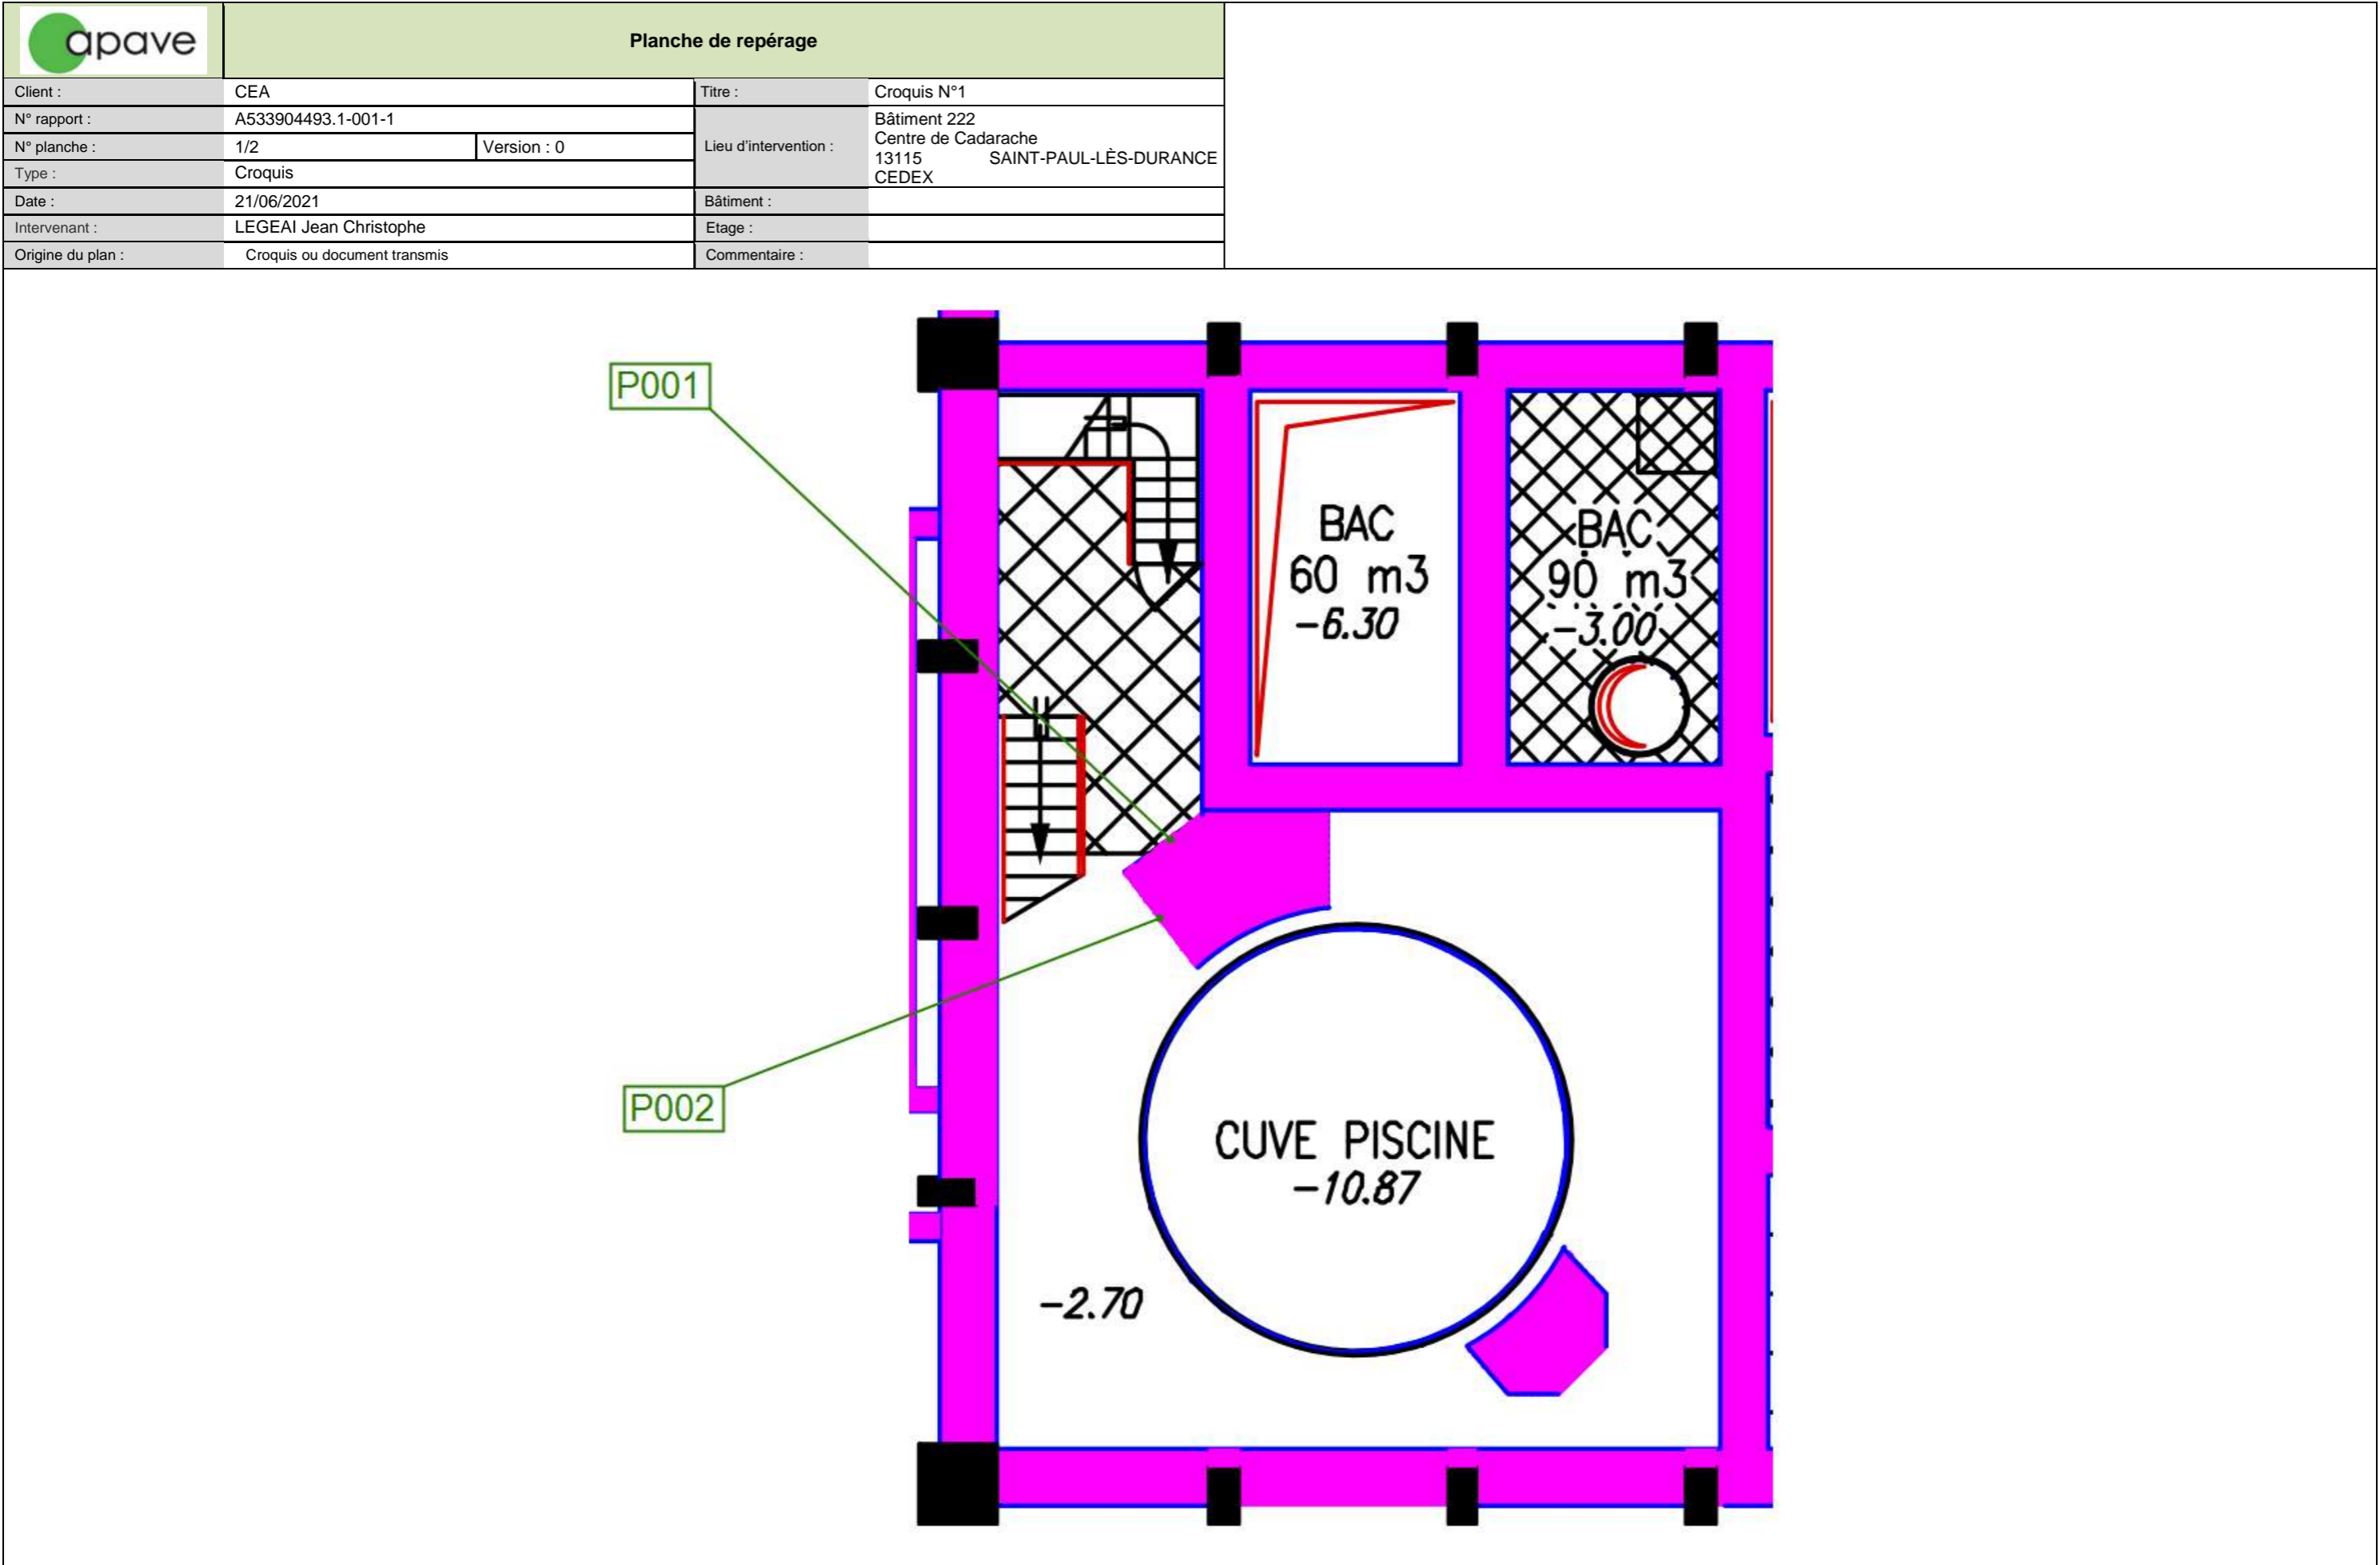 apave
Planche de repérage
Client : CEA Titre : Croquis N°1
N° rapport : A533904493.1-001-1
N° planche : 1/2 Version : 0
Type : Croquis
Lieu d'intervention : Bâtiment 222
Centre de Cadarache
13115 SAINT-PAUL-LÈS-DURANCE
CEDEX
Date : 21/06/2021 Bâtiment :
Intervenant : LEGEAI Jean Christophe Etage :
Origine du plan : Croquis ou document transmis Commentaire :
P001
BAC
60 m3
-6.30
BAC
90 m3
-3.00
P002
CUVE PISCINE
-10.87
-2.70